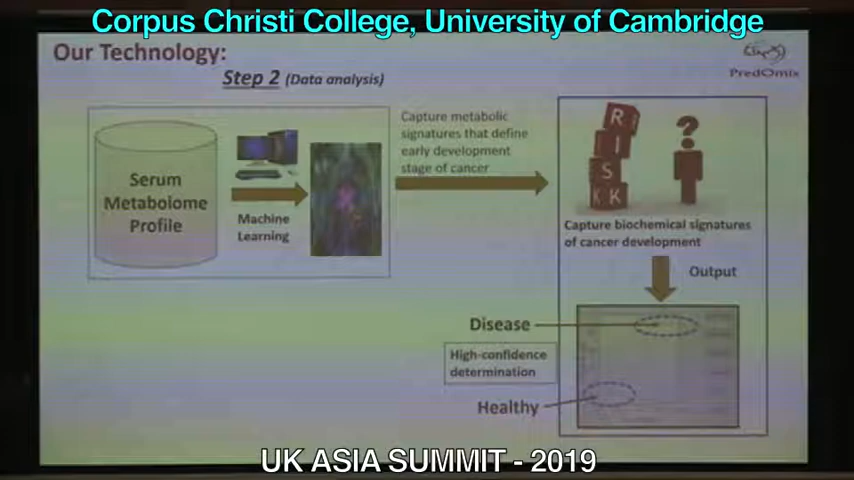 Corpus Christi College, University of Cambridge
Our Technology:
PredOmix
Step 2 (Data analysis)
Serum
Metabolome
Profile
Machine
Learning
Capture metabolic
signatures that define
early development
stage of cancer
R
I
S
K
Capture biochemical signatures
of cancer development
Output
Disease
High-confidence
determination
Healthy
UK ASIA SUMMIT - 2019